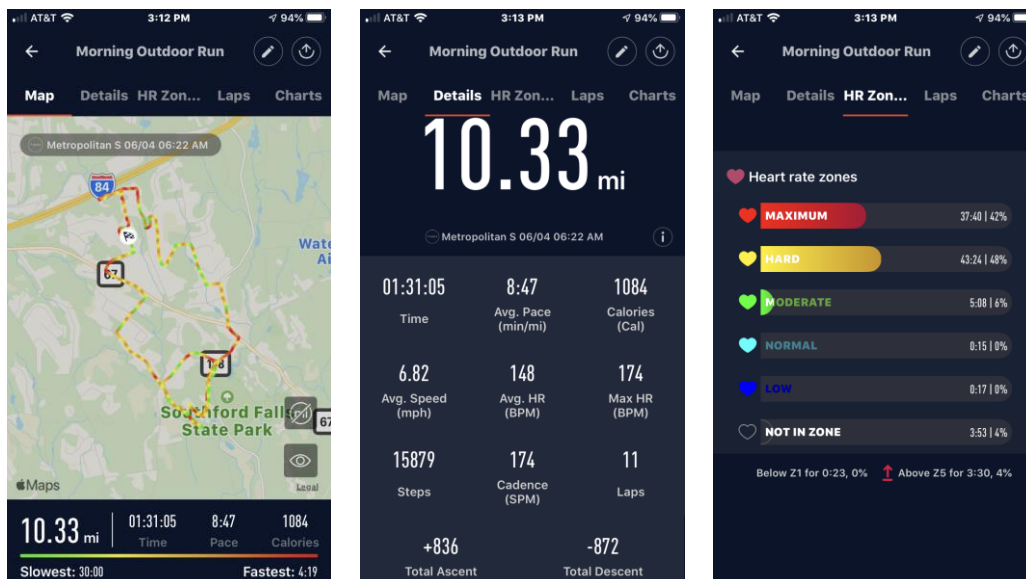 AT&T 3:12 PM 94%
Morning Outdoor Run
Map Details HR Zon... Laps Charts
Metropolitan S 06/04 06:22 AM
84
Wate
Ai
67
Southford Falls
State Park
67
Maps
Legal
10.33 mi 01:31:05 8:47 1084
Time Pace Calories
Slowest: 30:00 Fastest: 4:19
AT&T 3:13 PM 94%
Morning Outdoor Run
Map Details HR Zon... Laps Charts
10.33 mi
Metropolitan S 06/04 06:22 AM
01:31:05 8:47 1084
Time Avg. Pace Calories
(min/mi) (Cal)
6.82 148 174
Avg. Speed Avg. HR Max HR
(mph) (BPM) (BPM)
15879 174 11
Steps Cadence Laps
(SPM)
+836 -872
Total Ascent Total Descent
AT&T 3:13 PM 94%
Morning Outdoor Run
Map Details HR Zon... Laps Charts
Heart rate zones
MAXIMUM 37:40 | 42%
HARD 43:24 | 48%
MODERATE 5:08 | 6%
NORMAL 0:15 | 0%
LOW 0:17 | 0%
NOT IN ZONE 3:53 | 4%
Below Z1 for 0:23, 0% Above Z5 for 3:30, 4%